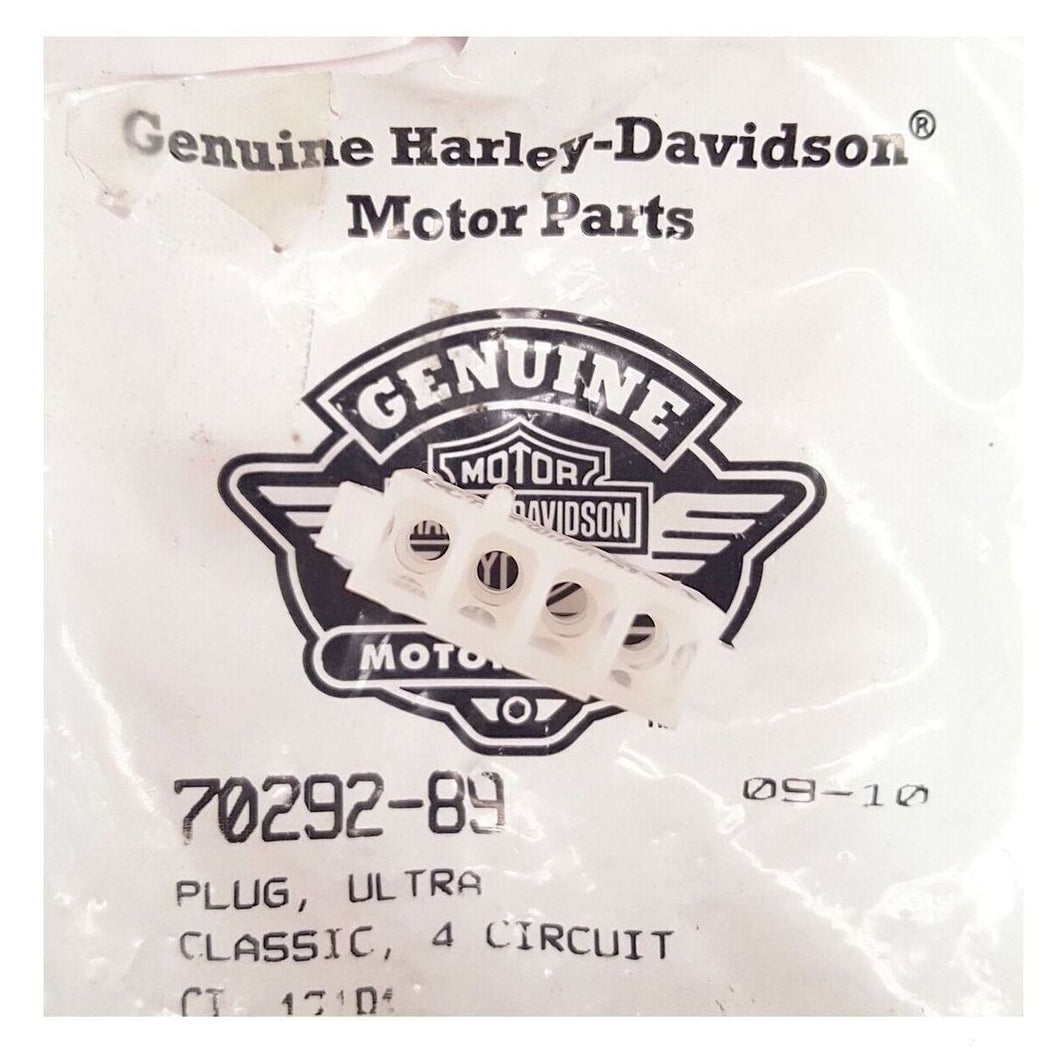 Genuine Harley-Davidson®
Motor Parts
GENUINE
MOTOR
DAVIDSON
70292-89
09-10
PLUG, ULTRA
CLASSIC, 4 CIRCUIT